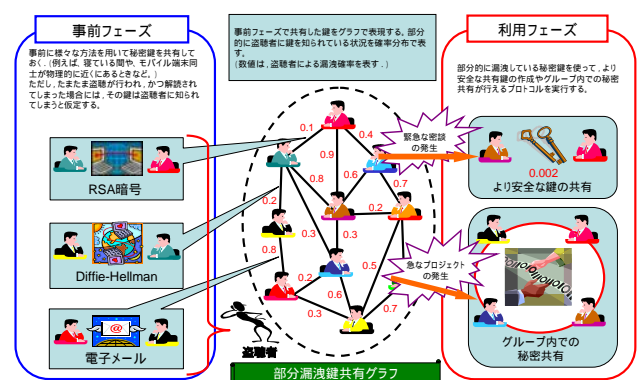 事前フェーズ
事前に様々な方法を用いて秘密鍵を共有して
おく．(例えば，寝ている間や，モバイル端末同
士が物理的に近くにあるときなど。)
ただし，たまたま盗聴が行われ，かつ解読され
てしまった場合には，その鍵は盗聴者に知られ
てしまうと仮定する。
RSA暗号
Diffie-Hellman
@
電子メール
事前フェーズで共有した鍵をグラフで表現する．部分
的に盗聴者に鍵を知られている状況を確率分布で表
す．
(数値は，盗聴者による漏洩確率を表す．)
0.1
0.4
0.9
0.8
0.6
0.7
0.2
0.2
0.3
0.3
0.8
0.2
0.5
0.6
0.3
0.7
盗聴者
部分漏洩鍵共有グラフ
緊急な密談
の発生
急なプロジェクト
の発生
利用フェーズ
部分的に漏洩している秘密鍵を使って，より
安全な共有鍵の作成やグループ内での秘密
共有が行えるプロトコルを実行する。
0.002
より安全な鍵の共有
グループ内での
秘密共有